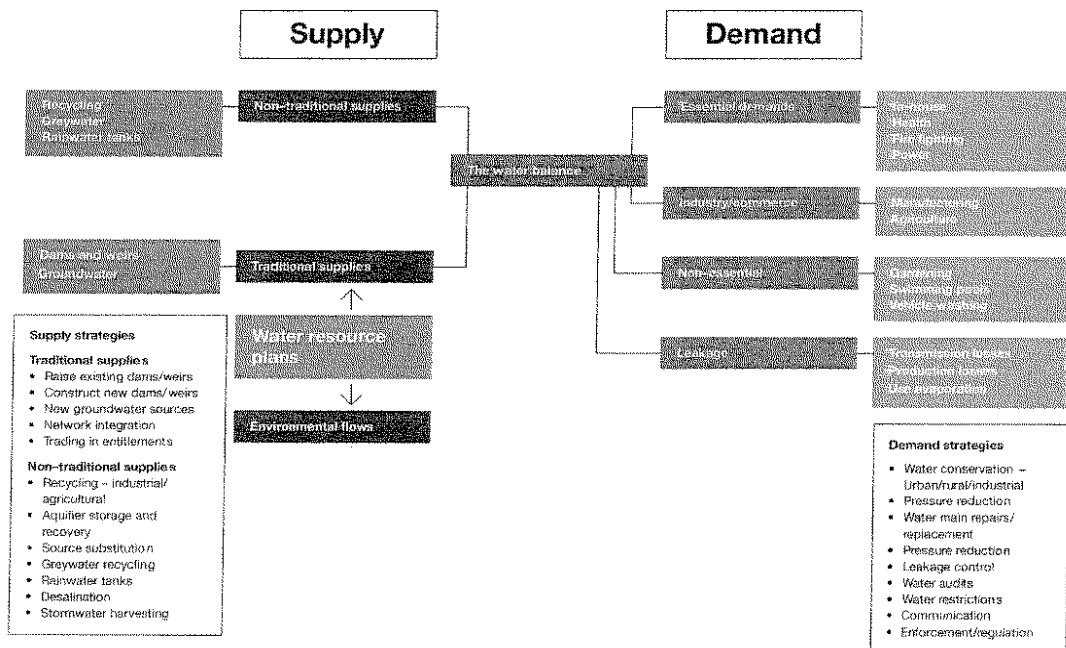 Supply
Demand
Recycling
Greywater
Rainwater tanks
Non-traditional supplies
Essential demands
In-house
Health
Firefighting
Power
The water balance
Industry/commerce
Manufacturing
Agriculture
Dams and weirs
Groundwater
Traditional supplies
Non-essential
Gardening
Swimming pools
Water resource
plans
Leakage
Transmission losses
Production losses
Environmental flows
Supply strategies
Traditional supplies
• Raise existing dams/weirs
• Construct new dams/weirs
• New groundwater sources
• Network integration
• Trading in entitlements
Non-traditional supplies
• Recycling – industrial/
agricultural
• Aquifier storage and
recovery
• Source substitution
• Greywater recycling
• Rainwater tanks
• Desalination
• Stormwater harvesting
Demand strategies
• Water conservation –
Urban/rural/industrial
• Pressure reduction
• Water main repairs/
replacement
• Pressure reduction
• Leakage control
• Water audits
• Water restrictions
• Communication
• Enforcement/regulation